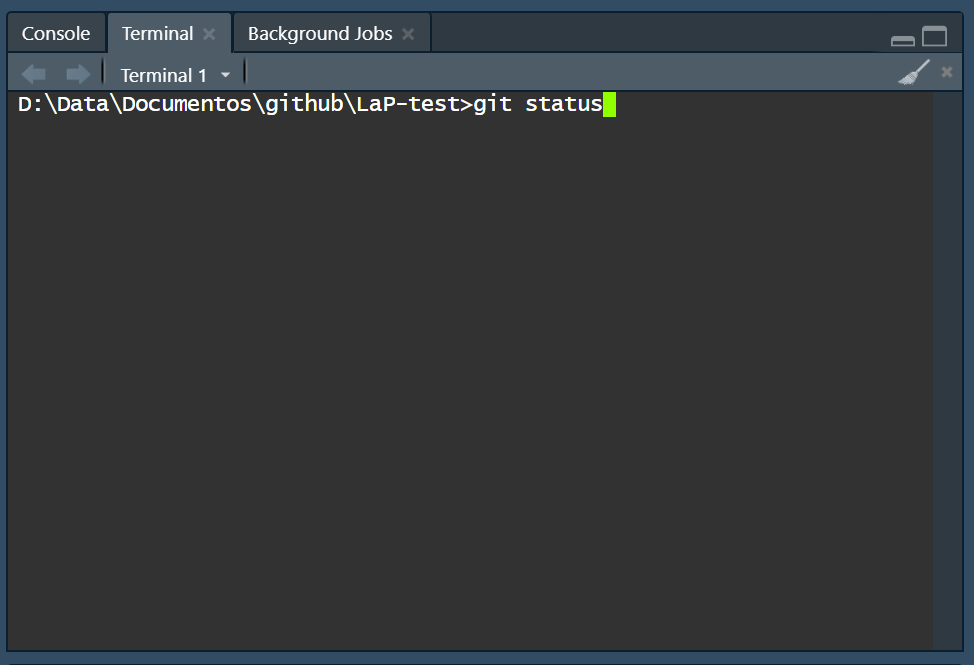 Console Terminal Background Jobs
Terminal 1
D:\Data\Documentos\github\LaP-test>git status